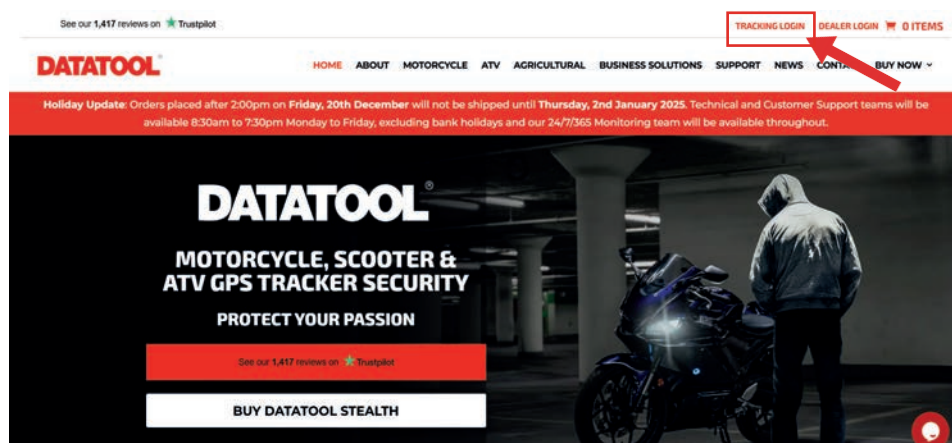 See our 1,417 reviews on Trustpilot
TRACKING LOGIN DEALER LOGIN 0 ITEMS
DATATOOL®
HOME ABOUT MOTORCYCLE ATV AGRICULTURAL BUSINESS SOLUTIONS SUPPORT NEWS BUY NOW
Holiday Update: Orders placed after 2:00pm on Friday, 20th December will not be shipped until Thursday, 2nd January 2025. Technical and Customer Support teams will be
available 8:30am to 7:30pm Monday to Friday, excluding bank holidays and our 24/7/365 Monitoring team will be available throughout.
DATATOOL®
MOTORCYCLE, SCOOTER &
ATV GPS TRACKER SECURITY
PROTECT YOUR PASSION
See our 1,417 reviews on Trustpilot
BUY DATATOOL STEALTH